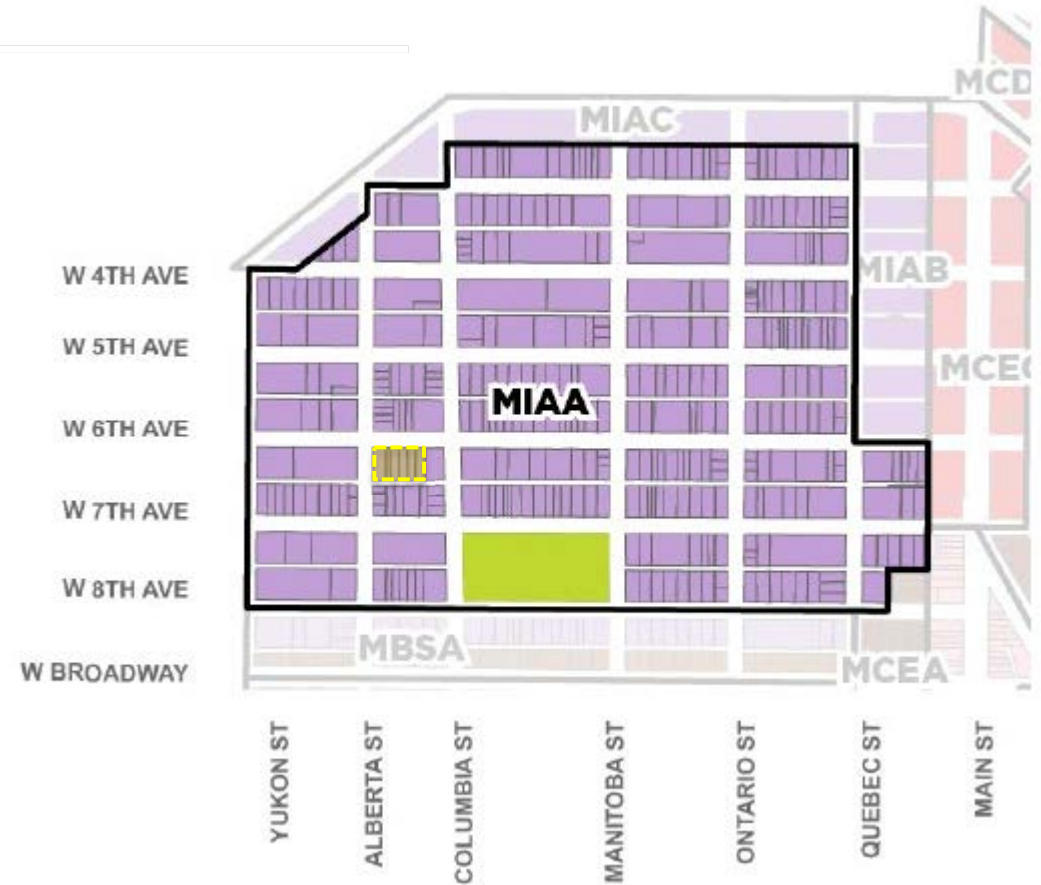 MCD
MIAC
W 4TH AVE
MIAB
W 5TH AVE
MCEC
MIAA
W 6TH AVE
W 7TH AVE
W 8TH AVE
MBSA
W BROADWAY
MCEA
YUKON ST
ALBERTA ST
COLUMBIA ST
MANITOBA ST
ONTARIO ST
QUEBEC ST
MAIN ST